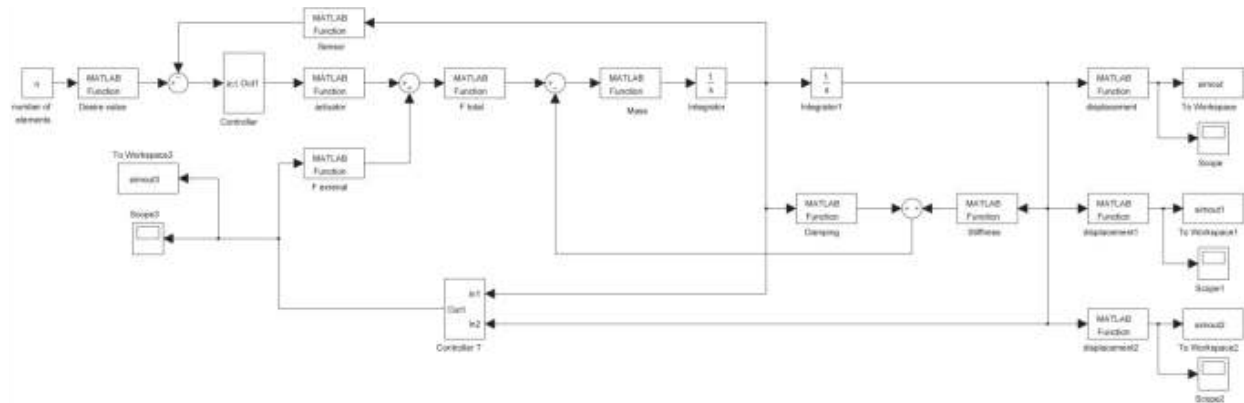 MATLAB
Function
Sensor
n
number of
elements
MATLAB
Function
Desire value
In1 Out1
Controller
MATLAB
Function
actuator
MATLAB
Function
F total
MATLAB
Function
Mass
1
s
Integrator
1
s
Integrator1
MATLAB
Function
displacement
simout
To Workspace
Scope
To Workspace3
simout3
Scope3
MATLAB
Function
MATLAB
Function
Damping
MATLAB
Function
Stiffness
MATLAB
Function
displacement1
simout1
To Workspace1
Scope1
In1
Out1
In2
Controller T
MATLAB
Function
displacement2
simout2
To Workspace2
Scope2